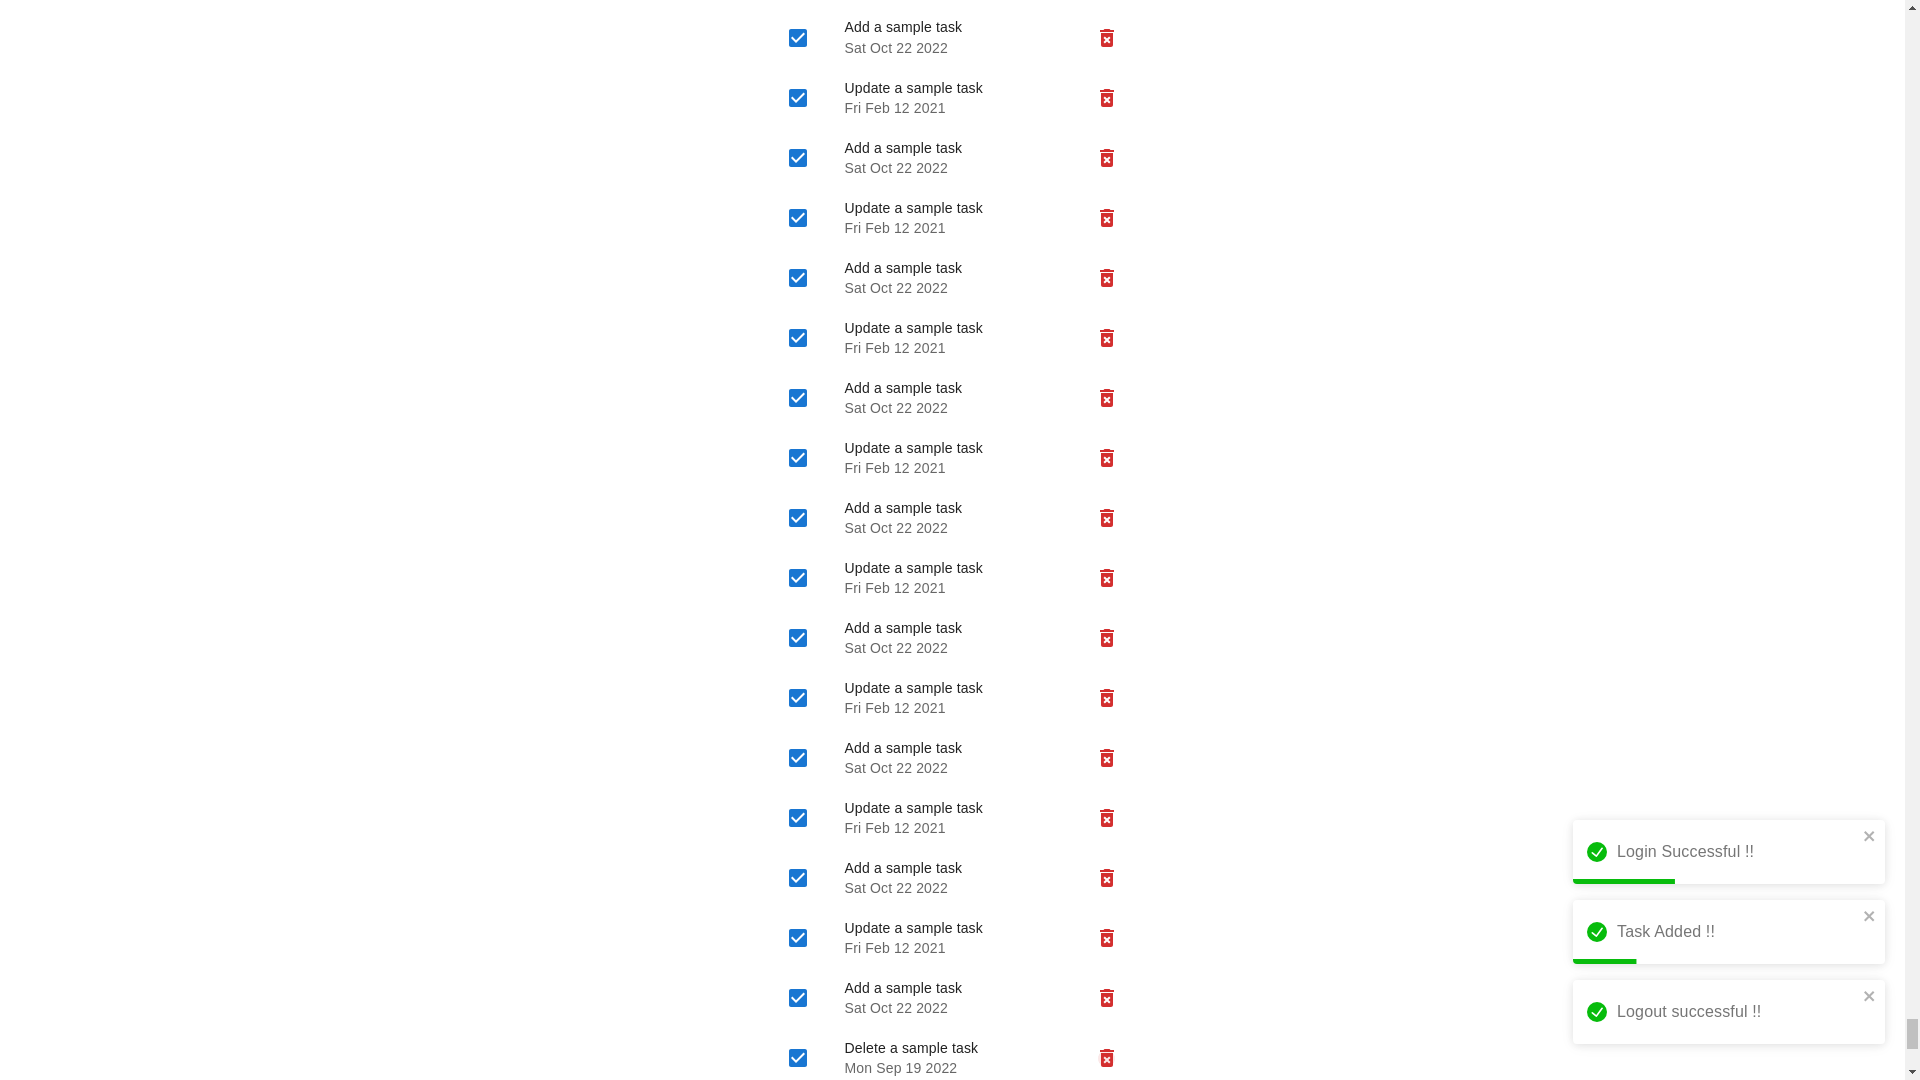 Add a sample task
Sat Oct 22 2022
Update a sample task
Fri Feb 12 2021
Add a sample task
Sat Oct 22 2022
Update a sample task
Fri Feb 12 2021
Add a sample task
Sat Oct 22 2022
Update a sample task
Fri Feb 12 2021
Add a sample task
Sat Oct 22 2022
Update a sample task
Fri Feb 12 2021
Add a sample task
Sat Oct 22 2022
Update a sample task
Fri Feb 12 2021
Add a sample task
Sat Oct 22 2022
Update a sample task
Fri Feb 12 2021
Add a sample task
Sat Oct 22 2022
Update a sample task
Fri Feb 12 2021
Add a sample task
Sat Oct 22 2022
Update a sample task
Fri Feb 12 2021
Add a sample task
Sat Oct 22 2022
Delete a sample task
Mon Sep 19 2022
Login Successful !!
Task Added !!
Logout successful !!